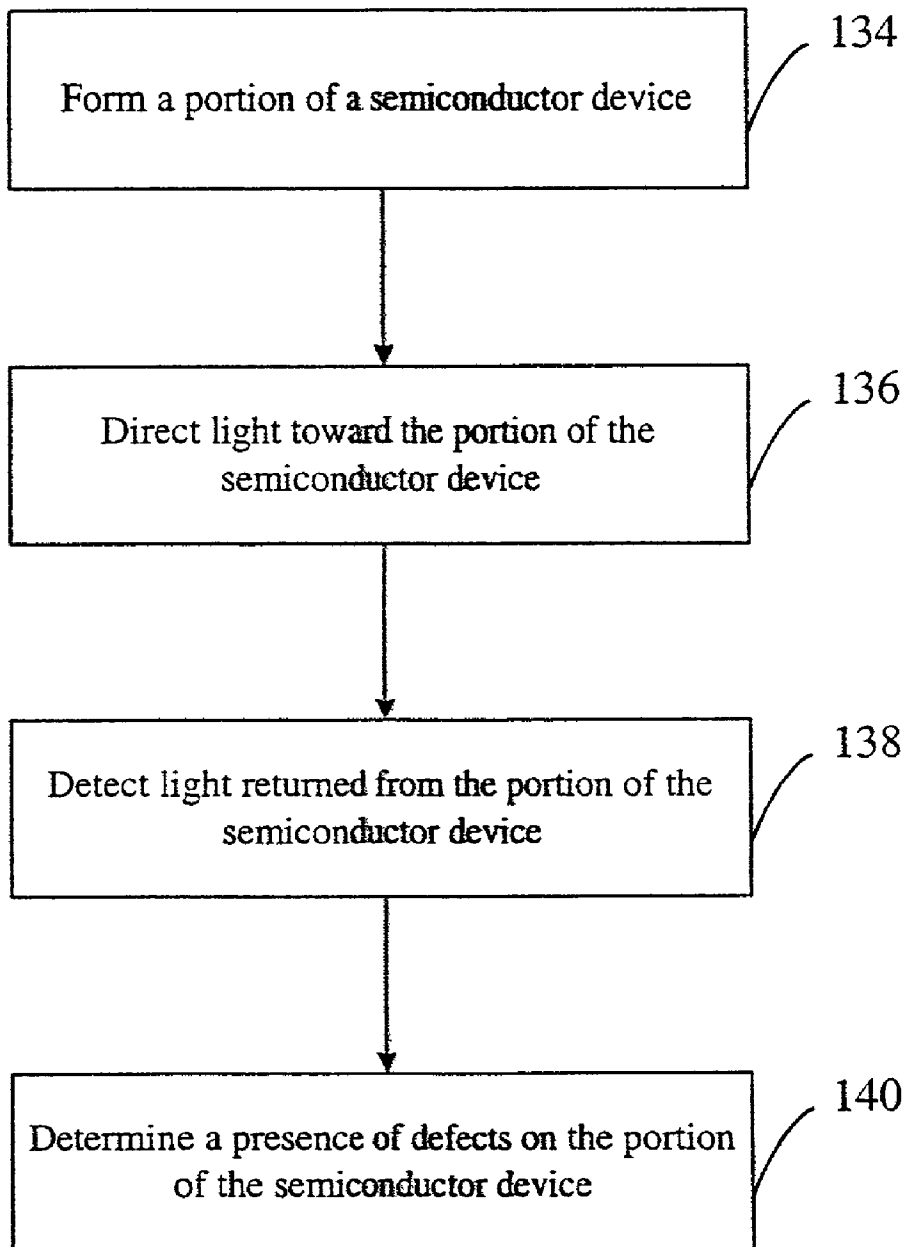 134
Form a portion of a semiconductor device
136
Direct light toward the portion of the
semiconductor device
138
Detect light returned from the portion of the
semiconductor device
140
Determine a presence of defects on the portion
of the semiconductor device